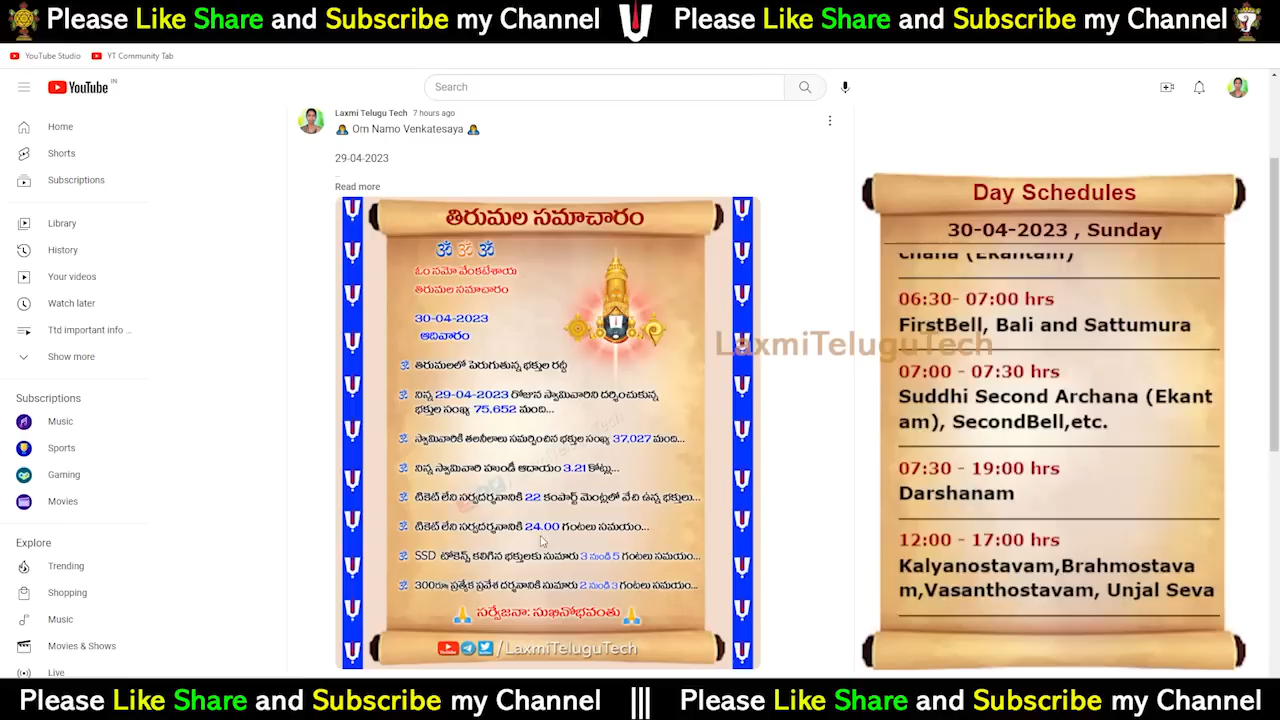 Please Like Share and Subscribe my Channel Please Like Share and Subscribe my Channel
YouTube Studio YT Community Tab
YouTube IN
Search
Home
Shorts
Subscriptions
Library
History
Your videos
Watch later
Ttd important info ...
Show more
Subscriptions
Music
Sports
Gaming
Movies
Explore
Trending
Shopping
Music
Movies & Shows
Live
Laxmi Telugu Tech 7 hours ago
Om Namo Venkatesaya
29-04-2023
...
Read more
తిరుమల సమాచారం
ॐ ॐ ॐ
ఓం నమో వేంకటేశాయ
తిరుమల సమాచారం
30-04-2023
ఆదివారం
ॐ తిరుమలలో పెరుగుతున్న భక్తుల రద్దీ
ॐ నిన్న 29-04-2023 రోజున స్వామివారిని దర్శించుకున్న
భక్తుల సంఖ్య 75,652 మంది...
ॐ స్వామివారికి తలనీలాలు సమర్పించిన భక్తుల సంఖ్య 37,027 మంది...
ॐ నిన్న స్వామివారి హుండీ ఆదాయం 3.21 కోట్లు...
ॐ టికెట్ లేని సర్వదర్శనానికి 22 కంపార్ట్ మెంట్లలో వేచి ఉన్న భక్తులు...
ॐ టికెట్ లేని సర్వదర్శనానికి 24.00 గంటలు సమయం...
ॐ SSD టోకెన్స్ కలిగిన భక్తులకు సుమారు 3 నుండి 5 గంటలు సమయం...
ॐ 300రూ ప్రత్యేక ప్రవేశ దర్శనానికి సుమారు 2 నుండి 3 గంటలు సమయం...
సర్వేజనా: సుఖినోభవంతు
/LaxmiTeluguTech
LaxmiTeluguTech
Day Schedules
30-04-2023 , Sunday
chana (Ekantam)
06:30- 07:00 hrs
FirstBell, Bali and Sattumura
07:00 - 07:30 hrs
Suddhi Second Archana (Ekant
am), SecondBell,etc.
07:30 - 19:00 hrs
Darshanam
12:00 - 17:00 hrs
Kalyanostavam,Brahmostava
m,Vasanthostavam, Unjal Seva
Please Like Share and Subscribe my Channel ||| Please Like Share and Subscribe my Channel